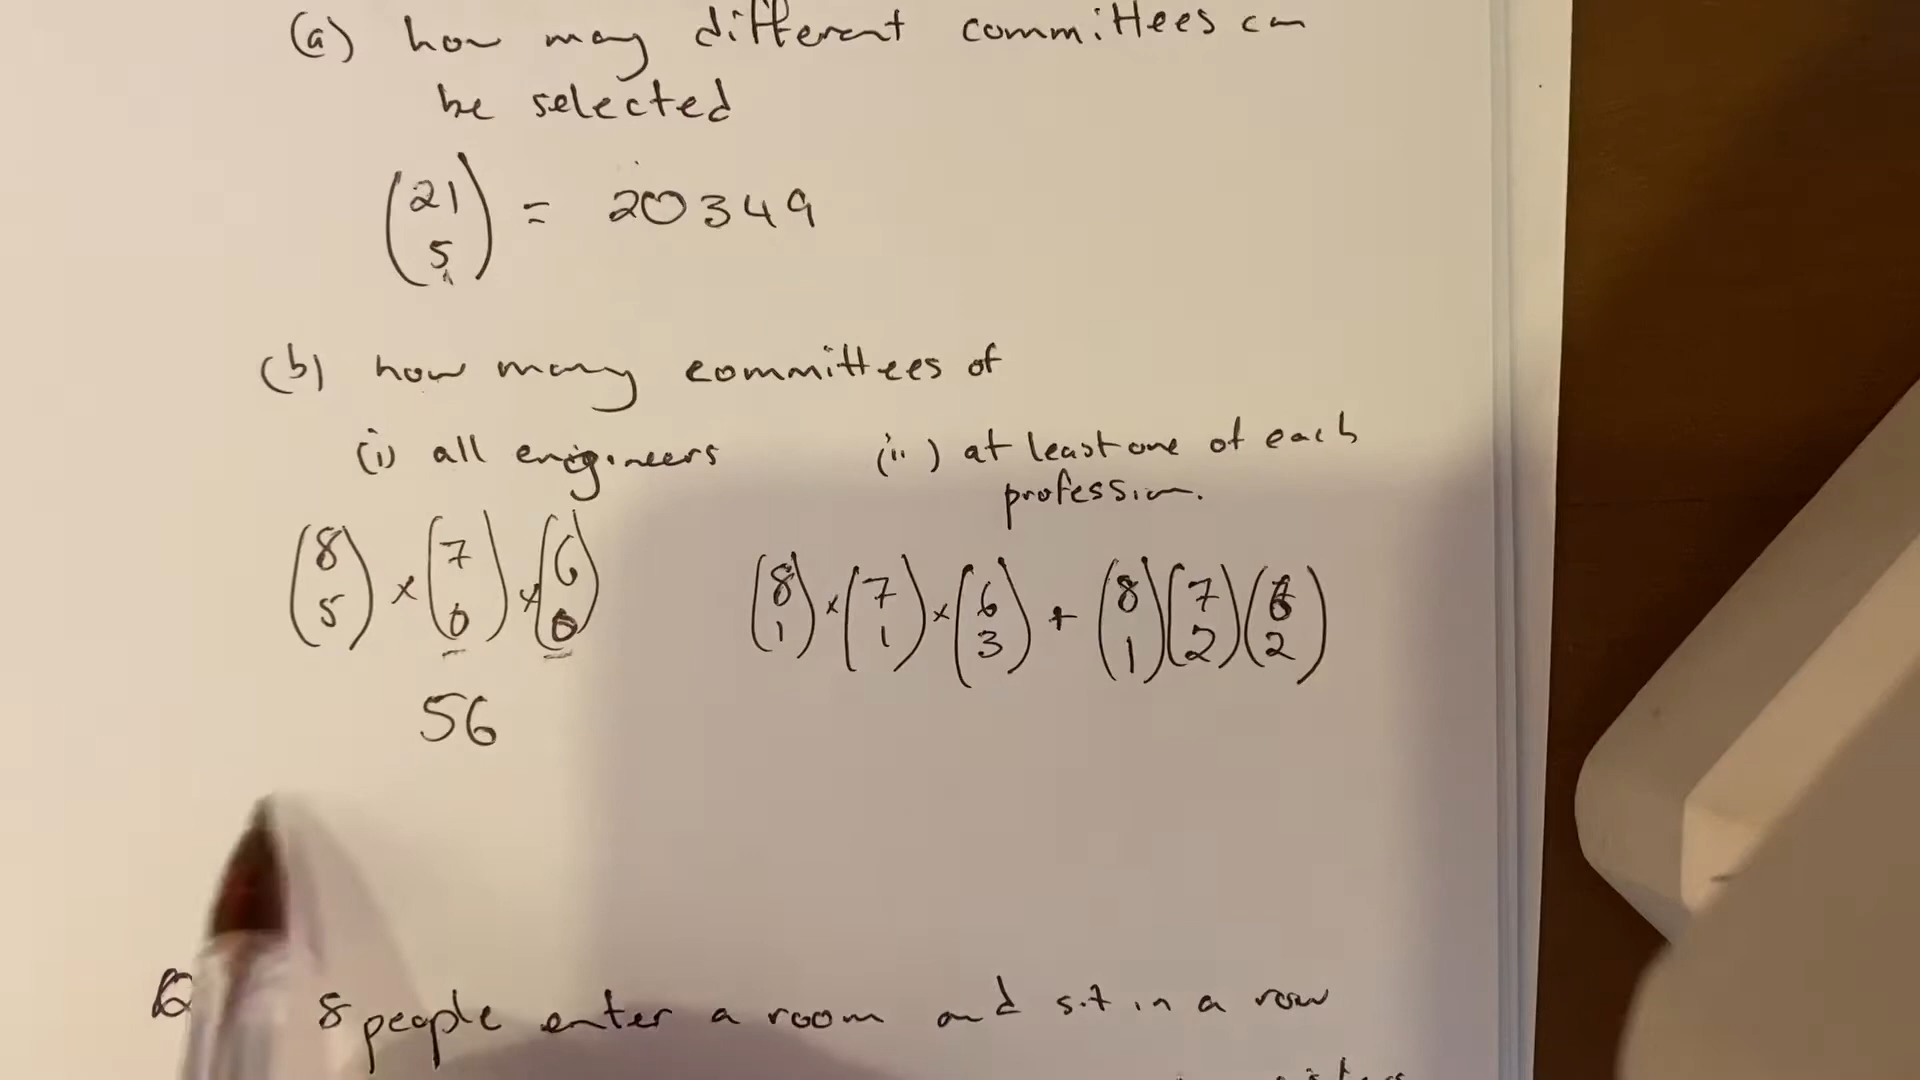 (a) how many different committees can
be selected
(21 5) = 20349
(b) how many committees of
(i) all engineers
(ii) at least one of each
profession.
(8 5) × (7 0) × (6 0)
(8 1) × (7 1) × (6 3) + (8 1)(7 2)(6 2)
56
Q 8 people enter a room and sit in a row